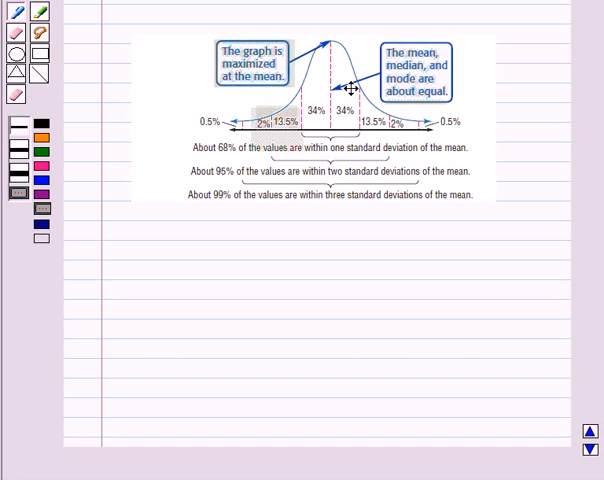 The graph is
maximized
at the mean.
The mean,
median, and
mode are
about equal.
34% 34%
0.5% 2% 13.5% 13.5% 2% 0.5%
About 68% of the values are within one standard deviation of the mean.
About 95% of the values are within two standard deviations of the mean.
About 99% of the values are within three standard deviations of the mean.